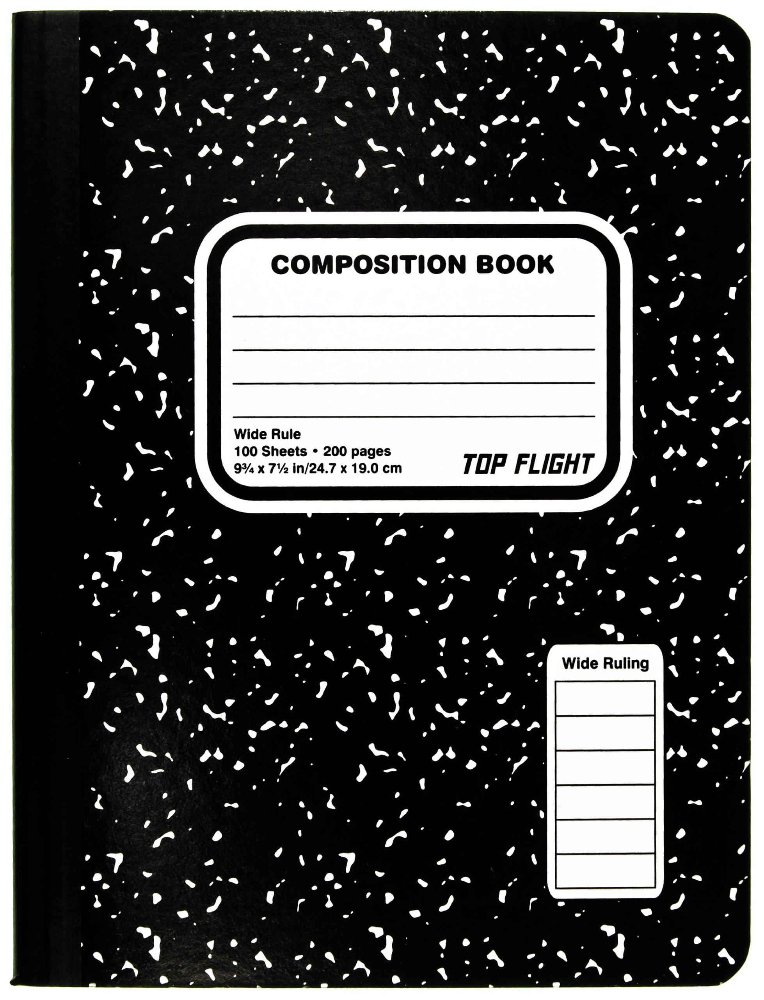 COMPOSITION BOOK
Wide Rule
100 Sheets • 200 pages
9¾ x 7½ in/24.7 x 19.0 cm
TOP FLIGHT
Wide Ruling